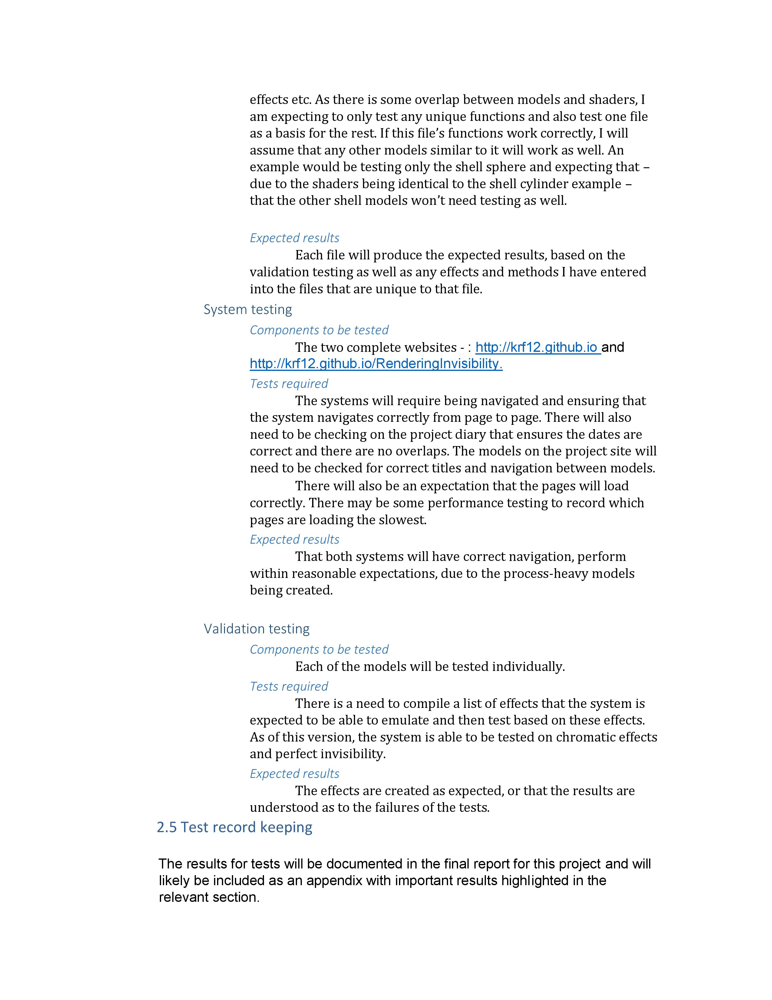 effects etc. As there is some overlap between models and shaders, I
am expecting to only test any unique functions and also test one file
as a basis for the rest. If this file’s functions work correctly, I will
assume that any other models similar to it will work as well. An
example would be testing only the shell sphere and expecting that –
due to the shaders being identical to the shell cylinder example –
that the other shell models won’t need testing as well.
Expected results
Each file will produce the expected results, based on the
validation testing as well as any effects and methods I have entered
into the files that are unique to that file.
System testing
Components to be tested
The two complete websites - : http://krf12.github.io and
http://krf12.github.io/RenderingInvisibility.
Tests required
The systems will require being navigated and ensuring that
the system navigates correctly from page to page. There will also
need to be checking on the project diary that ensures the dates are
correct and there are no overlaps. The models on the project site will
need to be checked for correct titles and navigation between models.
There will also be an expectation that the pages will load
correctly. There may be some performance testing to record which
pages are loading the slowest.
Expected results
That both systems will have correct navigation, perform
within reasonable expectations, due to the process-heavy models
being created.
Validation testing
Components to be tested
Each of the models will be tested individually.
Tests required
There is a need to compile a list of effects that the system is
expected to be able to emulate and then test based on these effects.
As of this version, the system is able to be tested on chromatic effects
and perfect invisibility.
Expected results
The effects are created as expected, or that the results are
understood as to the failures of the tests.
2.5 Test record keeping
The results for tests will be documented in the final report for this project and will
likely be included as an appendix with important results highlighted in the
relevant section.